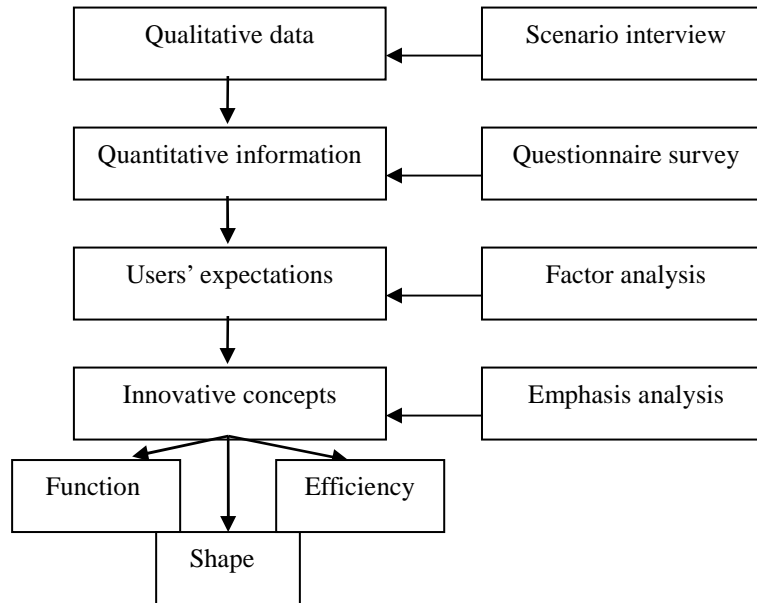 Qualitative data
Scenario interview
Quantitative information
Questionnaire survey
Users’ expectations
Factor analysis
Innovative concepts
Emphasis analysis
Function
Efficiency
Shape